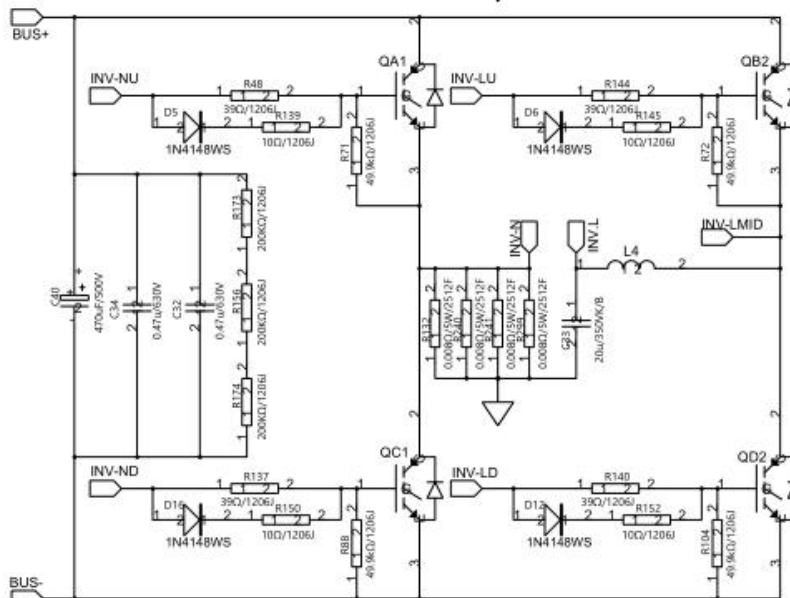 BUS+
QA1
QB2
INV-NU
R48
INV-LU
R144
39Ω/1206J
39Ω/1206J
D5
R139
D6
R145
10Ω/1206J
10Ω/1206J
1N4148WS
1N4148WS
R71
49.9kΩ/1206J
R72
49.9kΩ/1206J
R173
200KΩ/1206J
INV-N
INV.L
INV-LMID
L4
C40
470uF/500V
C34
0.47u/630V
C32
0.47u/630V
R156
200KΩ/1206J
R132
0.008Ω/5W/2512F
R240
0.008Ω/5W/2512F
R241
0.008Ω/5W/2512F
R299
0.008Ω/5W/2512F
C33
20u/350VK/B
R174
200KΩ/1206J
QC1
QD2
INV-ND
R137
INV-LD
R140
39Ω/1206J
39Ω/1206J
D16
R150
D12
R152
10Ω/1206J
10Ω/1206J
1N4148WS
1N4148WS
R88
49.9kΩ/1206J
R104
49.9kΩ/1206J
BUS-